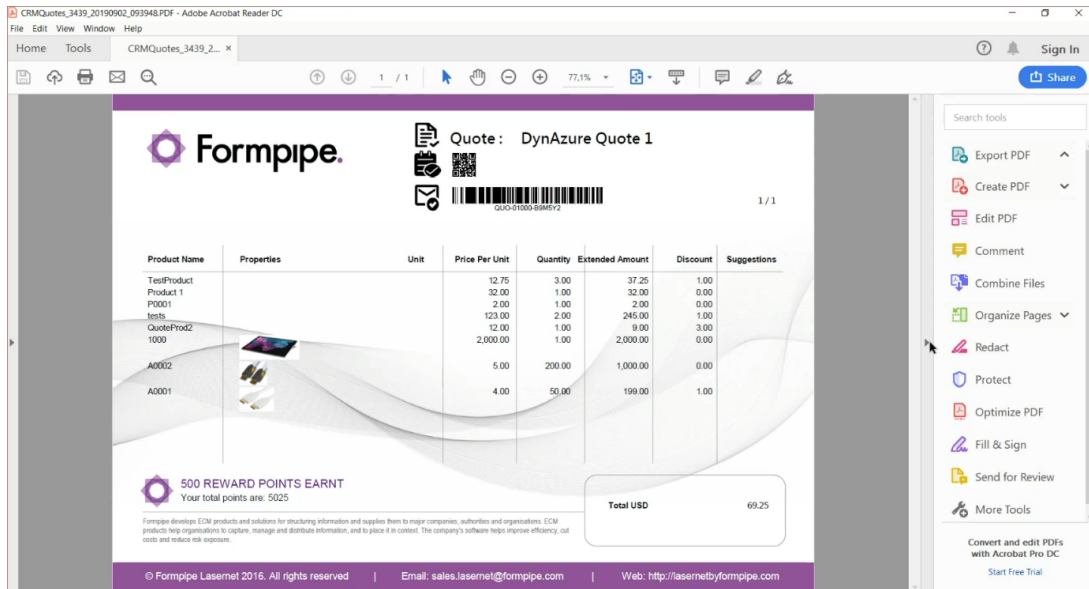 CRMQuotes_3439_20190902_093948.PDF - Adobe Acrobat Reader DC
File Edit View Window Help
Home Tools CRMQuotes_3439_2... × Sign In
1 / 1 77,1% Share
Formpipe.
Quote : DynAzure Quote 1
QUO-01000-B9M5Y2
1/1
Product Name Properties Unit Price Per Unit Quantity Extended Amount Discount Suggestions
TestProduct 12.75 3.00 37.25 1.00
Product 1 32.00 1.00 32.00 0.00
P0001 2.00 1.00 2.00 0.00
tests 123.00 2.00 245.00 1.00
QuoteProd2 12.00 1.00 9.00 3.00
1000 2,000.00 1.00 2,000.00 0.00
A0002 5.00 200.00 1,000.00 0.00
A0001 4.00 50.00 199.00 1.00
500 REWARD POINTS EARNT
Your total points are: 5025
Total USD 69.25
Formpipe develops ECM products and solutions for structuring information and supplies them to major companies, authorities and organisations. ECM
products help organisations to capture, manage and distribute information, and to place it in context. The company's software helps improve efficiency, cut
costs and reduce risk exposure.
© Formpipe Lasernet 2016. All rights reserved | Email: sales.lasernet@formpipe.com | Web: http://lasernetbyformpipe.com
Search tools
Export PDF
Create PDF
Edit PDF
Comment
Combine Files
Organize Pages
Redact
Protect
Optimize PDF
Fill & Sign
Send for Review
More Tools
Convert and edit PDFs
with Acrobat Pro DC
Start Free Trial